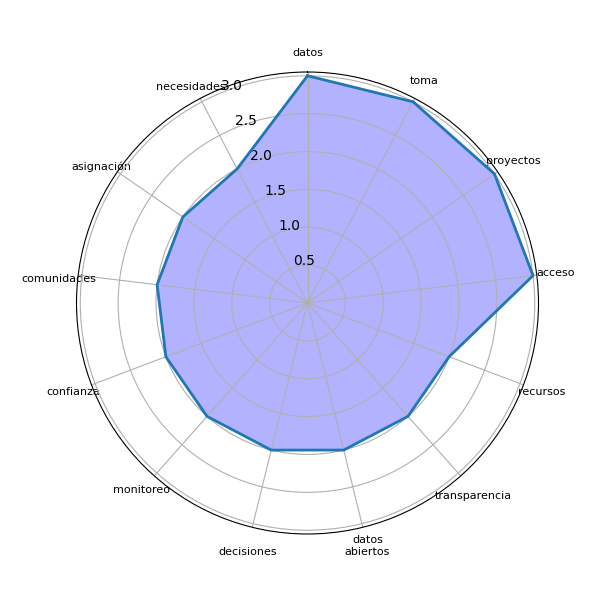 datos
toma
necesidades
3.0
2.5
proyectos
2.0
asignación
1.5
1.0
0.5
acceso
comunidades
confianza
recursos
monitoreo
transparencia
decisiones
datos
abiertos